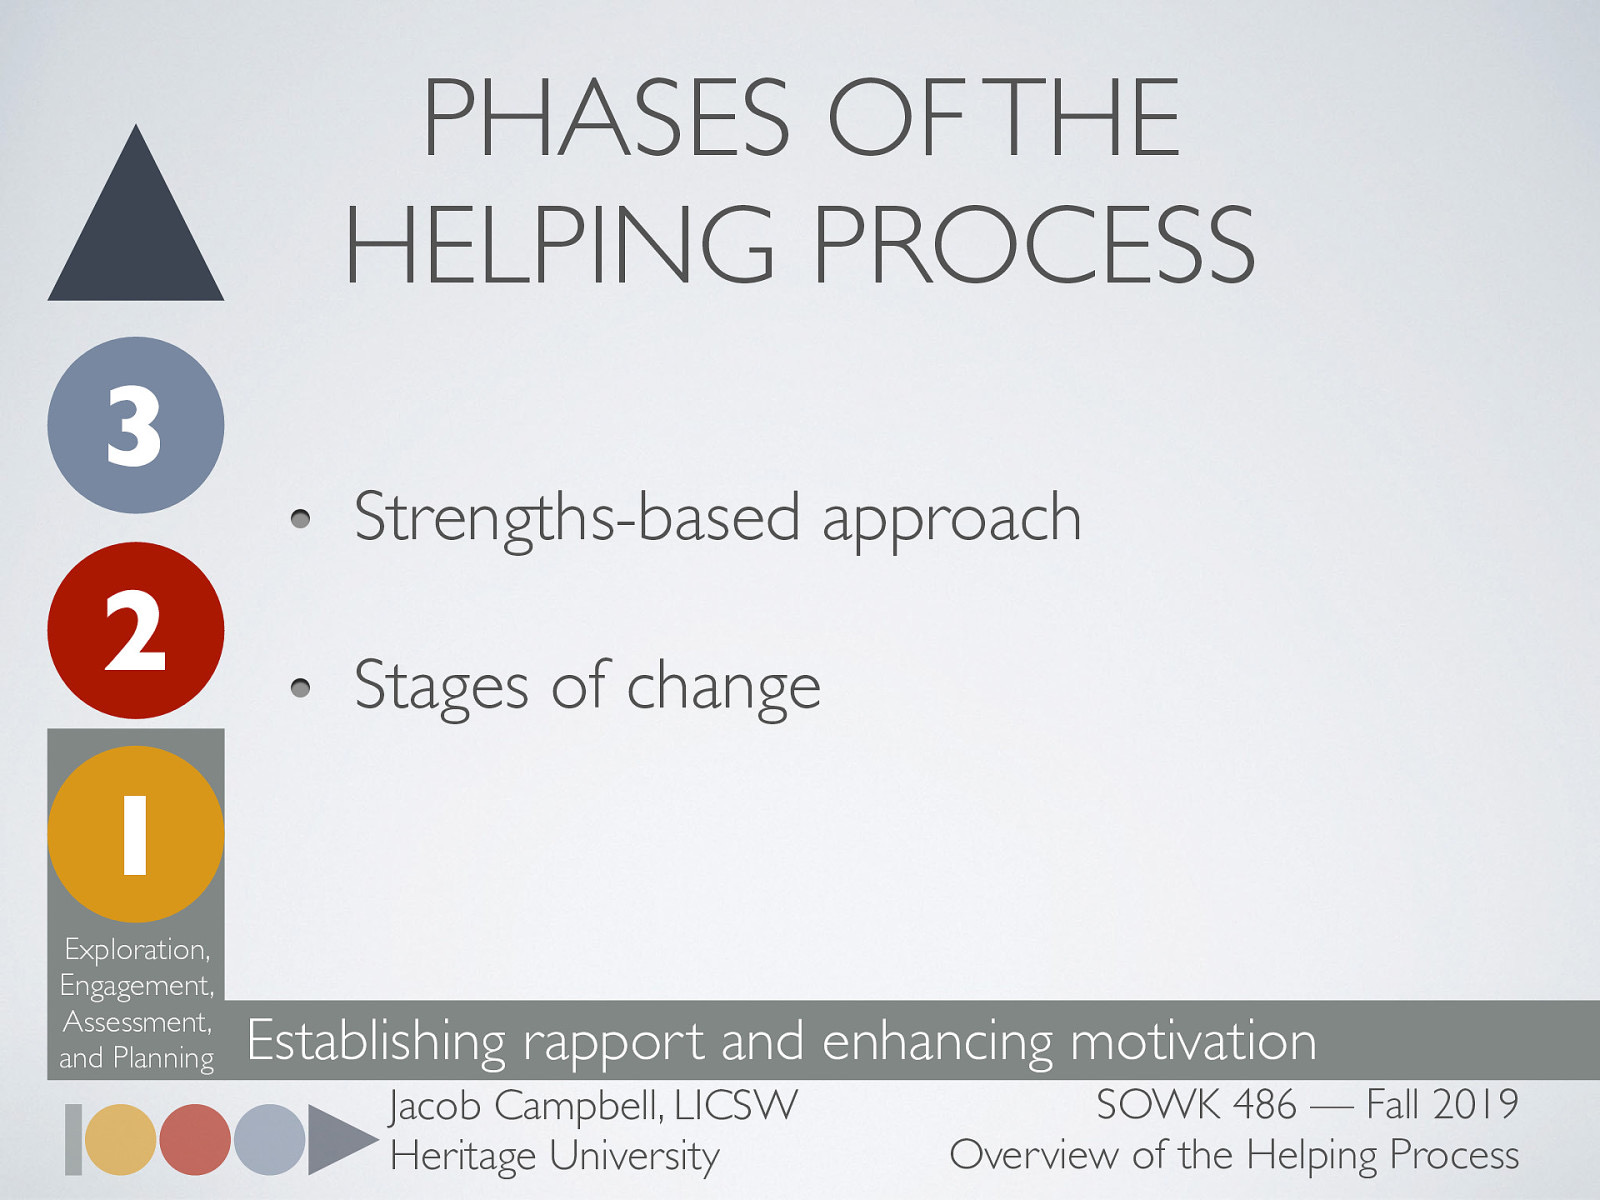 PHASES OF THE
HELPING PROCESS
3
2
1
• Strengths-based approach
• Stages of change
Exploration,
Engagement,
Assessment,
and Planning
Establishing rapport and enhancing motivation
Jacob Campbell, LICSW
Heritage University
SOWK 486 — Fall 2019
Overview of the Helping Process